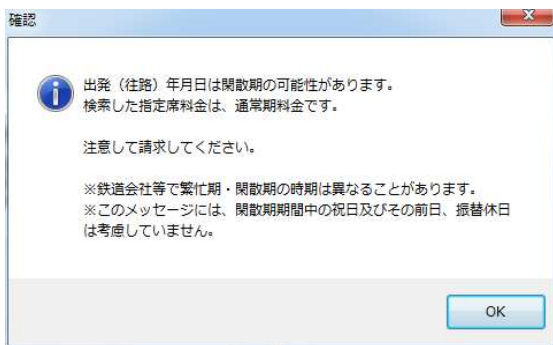 確認
出発（往路）年月日は閑散期の可能性があります。
検索した指定席料金は、通常期料金です。
注意して請求してください。
※鉄道会社等で繁忙期・閑散期の時期は異なることがあります。
※このメッセージには、閑散期期間中の祝日及びその前日、振替休日
は考慮していません。
OK